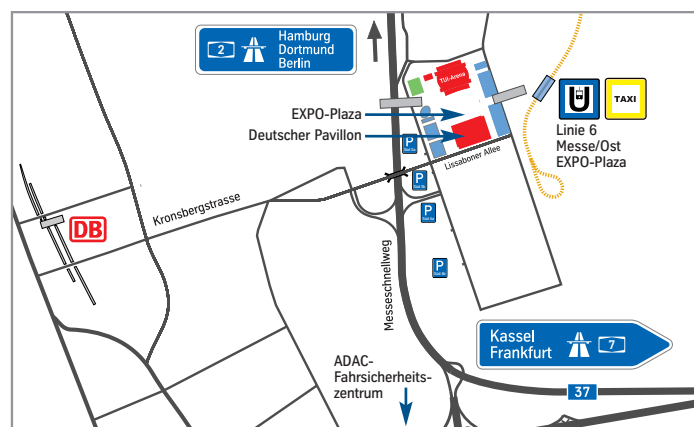 2
Hamburg
Dortmund
Berlin
TUI-Arena
EXPO-Plaza
Deutscher Pavillon
U
TAXI
Linie 6
Messe/Ost
EXPO-Plaza
P
P
P
P
Lissaboner Allee
Kronsbergstrasse
DB
Messeschnellweg
Kassel
Frankfurt
7
ADAC-
Fahrsicherheits-
zentrum
37